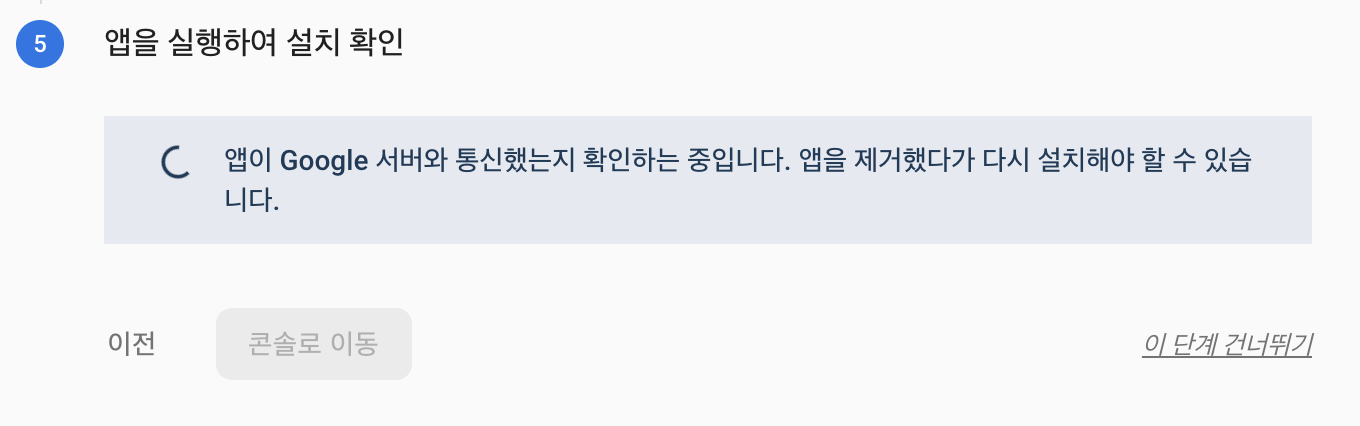 5
앱을 실행하여 설치 확인
앱이 Google 서버와 통신했는지 확인하는 중입니다. 앱을 제거했다가 다시 설치해야 할 수 있습
니다.
이전
콘솔로 이동
이 단계 건너뛰기